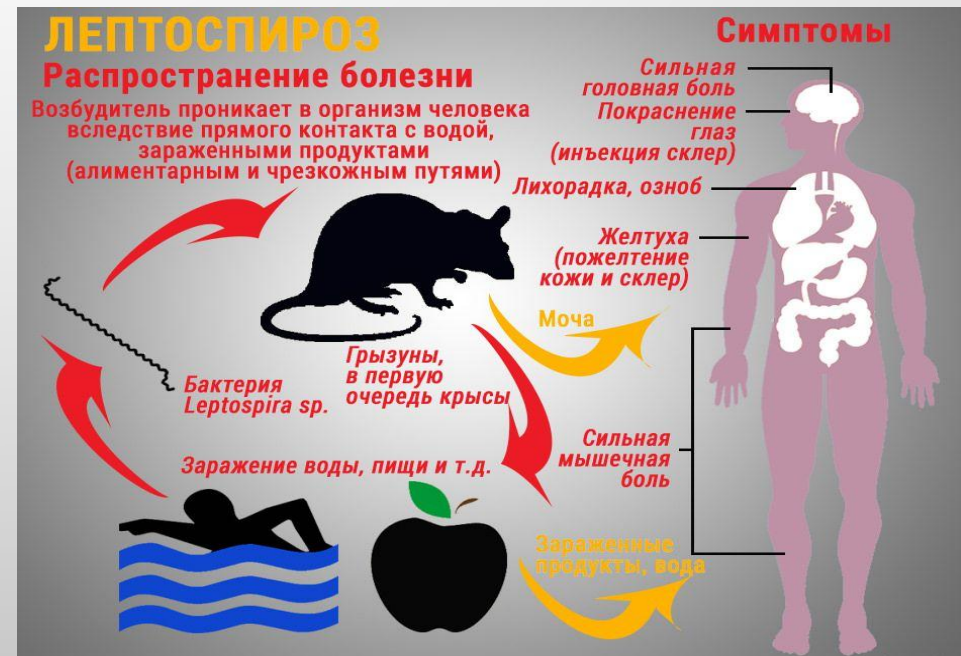 ЛЕПТОСПИРОЗ
Распространение болезни
Возбудитель проникает в организм человека
вследствие прямого контакта с водой,
зараженными продуктами
(алиментарным и чрезкожным путями)
Бактерия
Leptospira sp.
Грызуны,
в первую
очередь крысы
Моча
Заражение воды, пищи и т.д.
Зараженные
продукты, вода
Симптомы
Сильная
головная боль
Покраснение
глаз
(инъекция склер)
Лихорадка, озноб
Желтуха
(пожелтение
кожи и склер)
Сильная
мышечная
боль